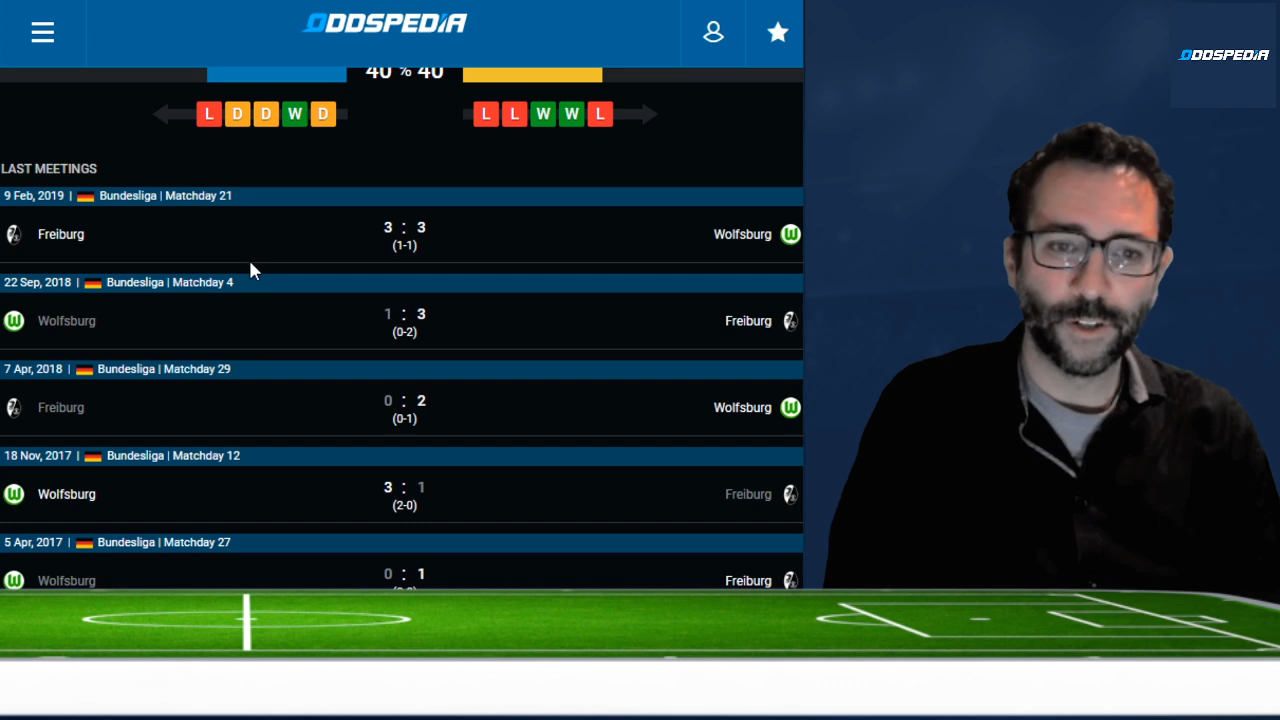 ODDSPEDIA
ODDSPEDIA
40 % 40
L D D W D L L W W L
LAST MEETINGS
9 Feb, 2019 | Bundesliga | Matchday 21
Freiburg 3 : 3 Wolfsburg
(1-1)
22 Sep, 2018 | Bundesliga | Matchday 4
Wolfsburg 1 : 3 Freiburg
(0-2)
7 Apr, 2018 | Bundesliga | Matchday 29
Freiburg 0 : 2 Wolfsburg
(0-1)
18 Nov, 2017 | Bundesliga | Matchday 12
Wolfsburg 3 : 1 Freiburg
(2-0)
5 Apr, 2017 | Bundesliga | Matchday 27
Wolfsburg 0 : 1 Freiburg